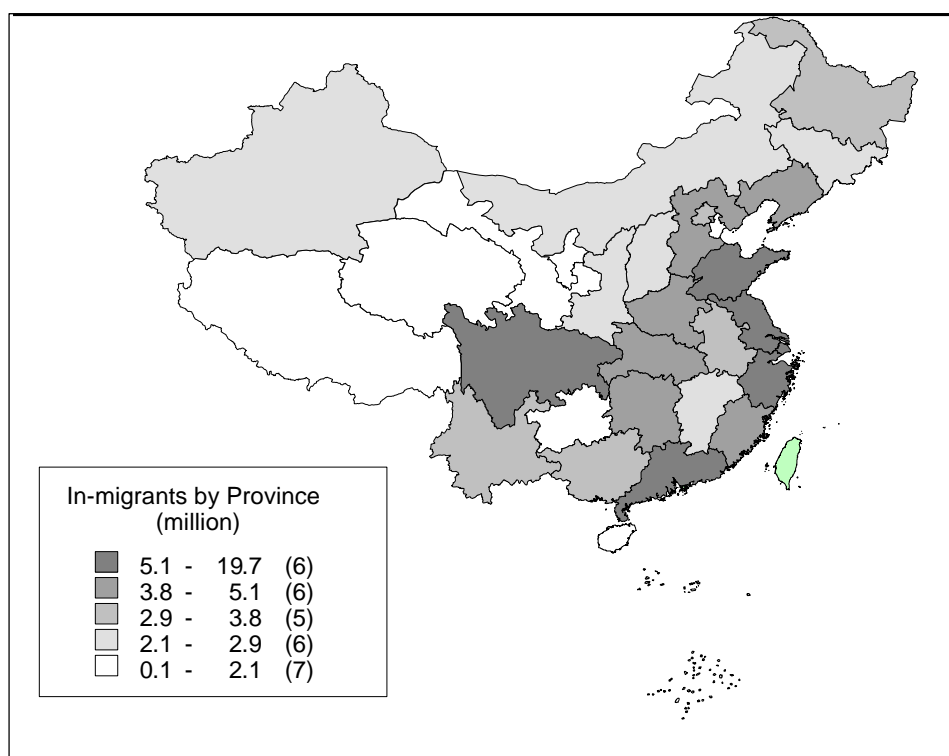 In-migrants by Province
(million)
5.1 - 19.7 (6)
3.8 - 5.1 (6)
2.9 - 3.8 (5)
2.1 - 2.9 (6)
0.1 - 2.1 (7)